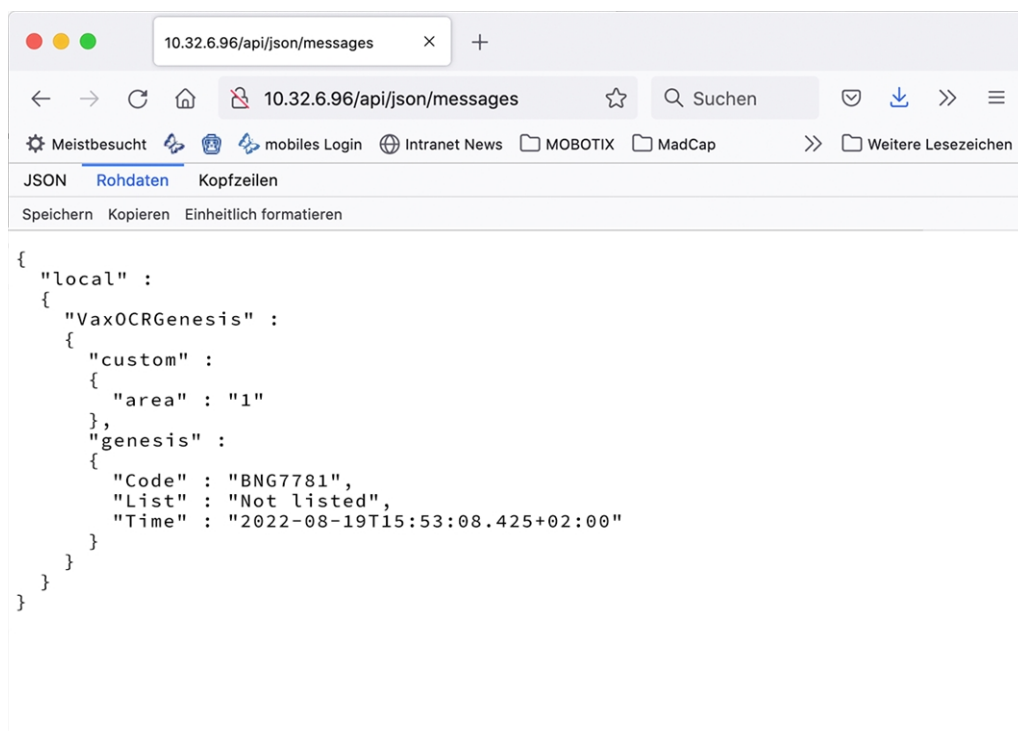 10.32.6.96/api/json/messages
10.32.6.96/api/json/messages Suchen
Meistbesucht mobiles Login Intranet News MOBOTIX MadCap Weitere Lesezeichen
JSON Rohdaten Kopfzeilen
Speichern Kopieren Einheitlich formatieren
{
  "local" :
  {
    "VaxOCRGenesis" :
    {
      "custom" :
      {
        "area" : "1"
      },
      "genesis" :
      {
        "Code" : "BNG7781",
        "List" : "Not listed",
        "Time" : "2022-08-19T15:53:08.425+02:00"
      }
    }
  }
}